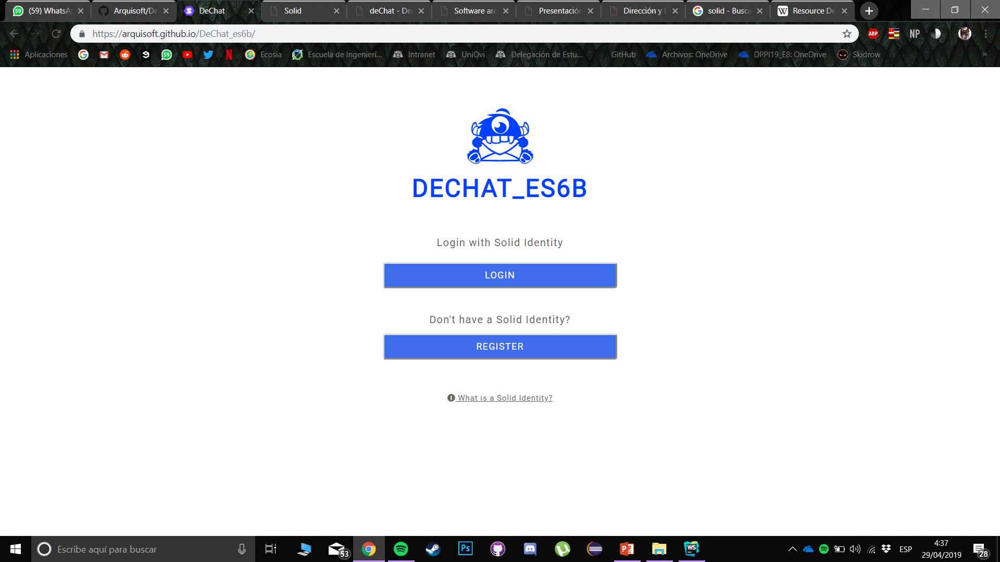 (59) WhatsA
Arquisoft/De
DeChat
Solid
deChat - De
Software arc
Presentación
Dirección y
solid - Busca
Resource De
https://arquisoft.github.io/DeChat_es6b/
ABP
NP
Aplicaciones
59
Ecosia
Escuela de Ingenierí...
Intranet
UniOvi
Delegación de Estu...
GitHub
Archivos: OneDrive
DPPI19_E8: OneDrive
Skidrow
»
DECHAT_ES6B
Login with Solid Identity
LOGIN
Don't have a Solid Identity?
REGISTER
What is a Solid Identity?
Escribe aquí para buscar
53
Ps
WS
ESP
4:37
29/04/2019
28